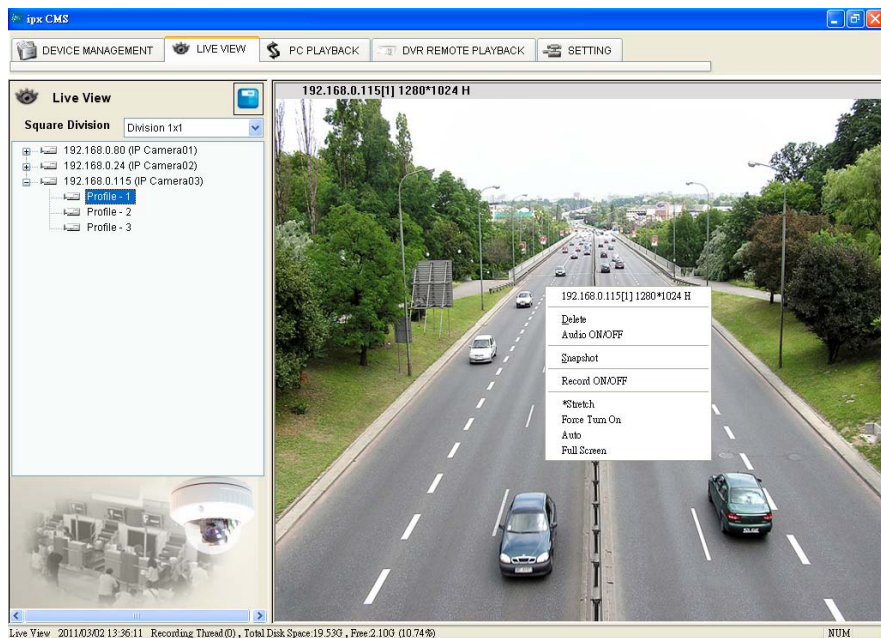 ipx CMS
DEVICE MANAGEMENT
LIVE VIEW
PC PLAYBACK
DVR REMOTE PLAYBACK
SETTING
Live View
Square Division
Division 1x1
192.168.0.80 (IP Camera01)
192.168.0.24 (IP Camera02)
192.168.0.115 (IP Camera03)
Profile - 1
Profile - 2
Profile - 3
192.168.0.115[1] 1280*1024 H
192.168.0.115[1] 1280*1024 H
Delete
Audio ON/OFF
Snapshot
Record ON/OFF
*Stretch
Force Turn On
Auto
Full Screen
Live View 2011/03/02 13:36:11 Recording Thread(0) , Total Disk Space:19.53G , Free:2.10G (10.74%) NUM